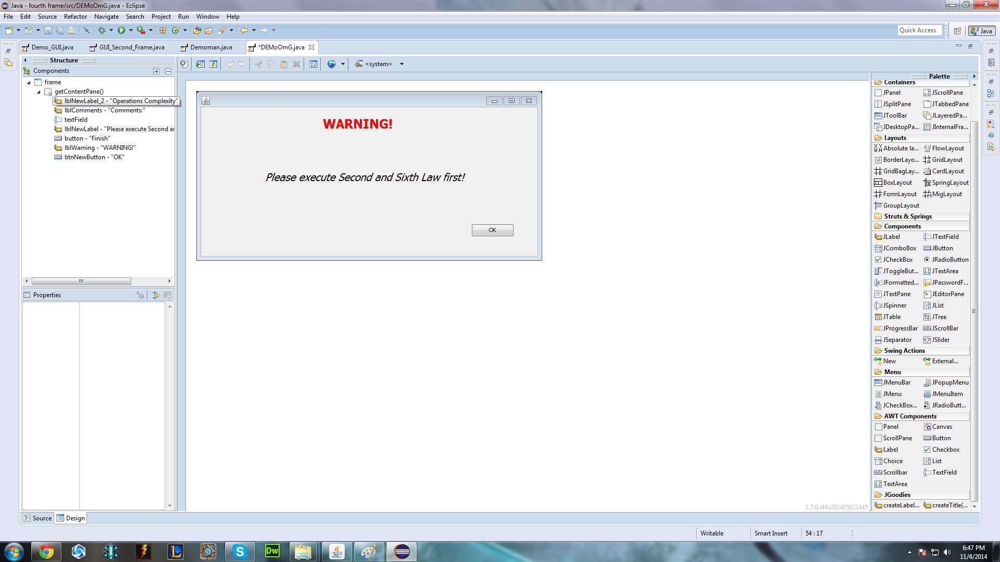 Java - fourth frame/src/DEMoOmG.java - Eclipse
File Edit Source Refactor Navigate Search Project Run Window Help
Quick Access Java
Demo_GUI.java GUI_Second_Frame.java Demoman.java *DEMoOmG.java
Structure
Components
<system>
frame
getContentPane()
lblNewLabel_2 - "Operations Complexity"
lblComments - "Comments:"
textField
lblNewLabel - "Please execute Second ar
button - "Finish"
lblWarning - "WARNING!"
btnNewButton - "OK"
Properties
WARNING!
Please execute Second and Sixth Law first!
OK
1.7.0.r44x201405021445
Palette
Containers
JPanel JScrollPane
JSplitPane JTabbedPane
JToolBar JLayeredPa...
JDesktopPa... JInternalFra...
Layouts
Absolute la... FlowLayout
BorderLayo... GridLayout
GridBagLay... CardLayout
BoxLayout SpringLayout
FormLayout MigLayout
GroupLayout
Struts & Springs
Components
JLabel JTextField
JComboBox JButton
JCheckBox JRadioButton
JToggleBut... JTextArea
JFormatted... JPasswordF...
JTextPane JEditorPane
JSpinner JList
JTable JTree
JProgressBar JScrollBar
JSeparator JSlider
Swing Actions
New External...
Menu
JMenuBar JPopupMenu
JMenu JMenuItem
JCheckBox... JRadioButt...
AWT Components
Panel Canvas
ScrollPane Button
Label Checkbox
Choice List
Scrollbar TextField
TextArea
JGoodies
createLabel... createTitle(...
Source Design
Writable Smart Insert 54 : 17
Dw
6:47 PM
11/4/2014